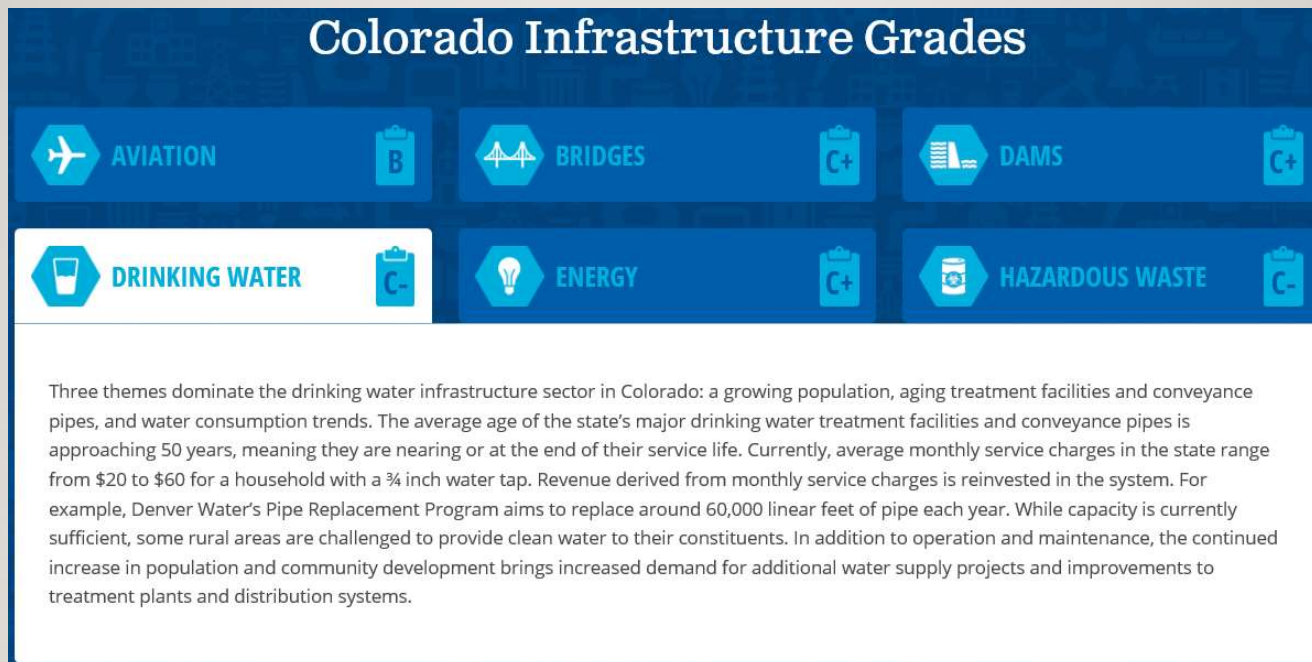 Colorado Infrastructure Grades
AVIATION B
BRIDGES C+
DAMS C+
DRINKING WATER C-
ENERGY C+
HAZARDOUS WASTE C-
Three themes dominate the drinking water infrastructure sector in Colorado: a growing population, aging treatment facilities and conveyance
pipes, and water consumption trends. The average age of the state’s major drinking water treatment facilities and conveyance pipes is
approaching 50 years, meaning they are nearing or at the end of their service life. Currently, average monthly service charges in the state range
from $20 to $60 for a household with a ¾ inch water tap. Revenue derived from monthly service charges is reinvested in the system. For
example, Denver Water’s Pipe Replacement Program aims to replace around 60,000 linear feet of pipe each year. While capacity is currently
sufficient, some rural areas are challenged to provide clean water to their constituents. In addition to operation and maintenance, the continued
increase in population and community development brings increased demand for additional water supply projects and improvements to
treatment plants and distribution systems.